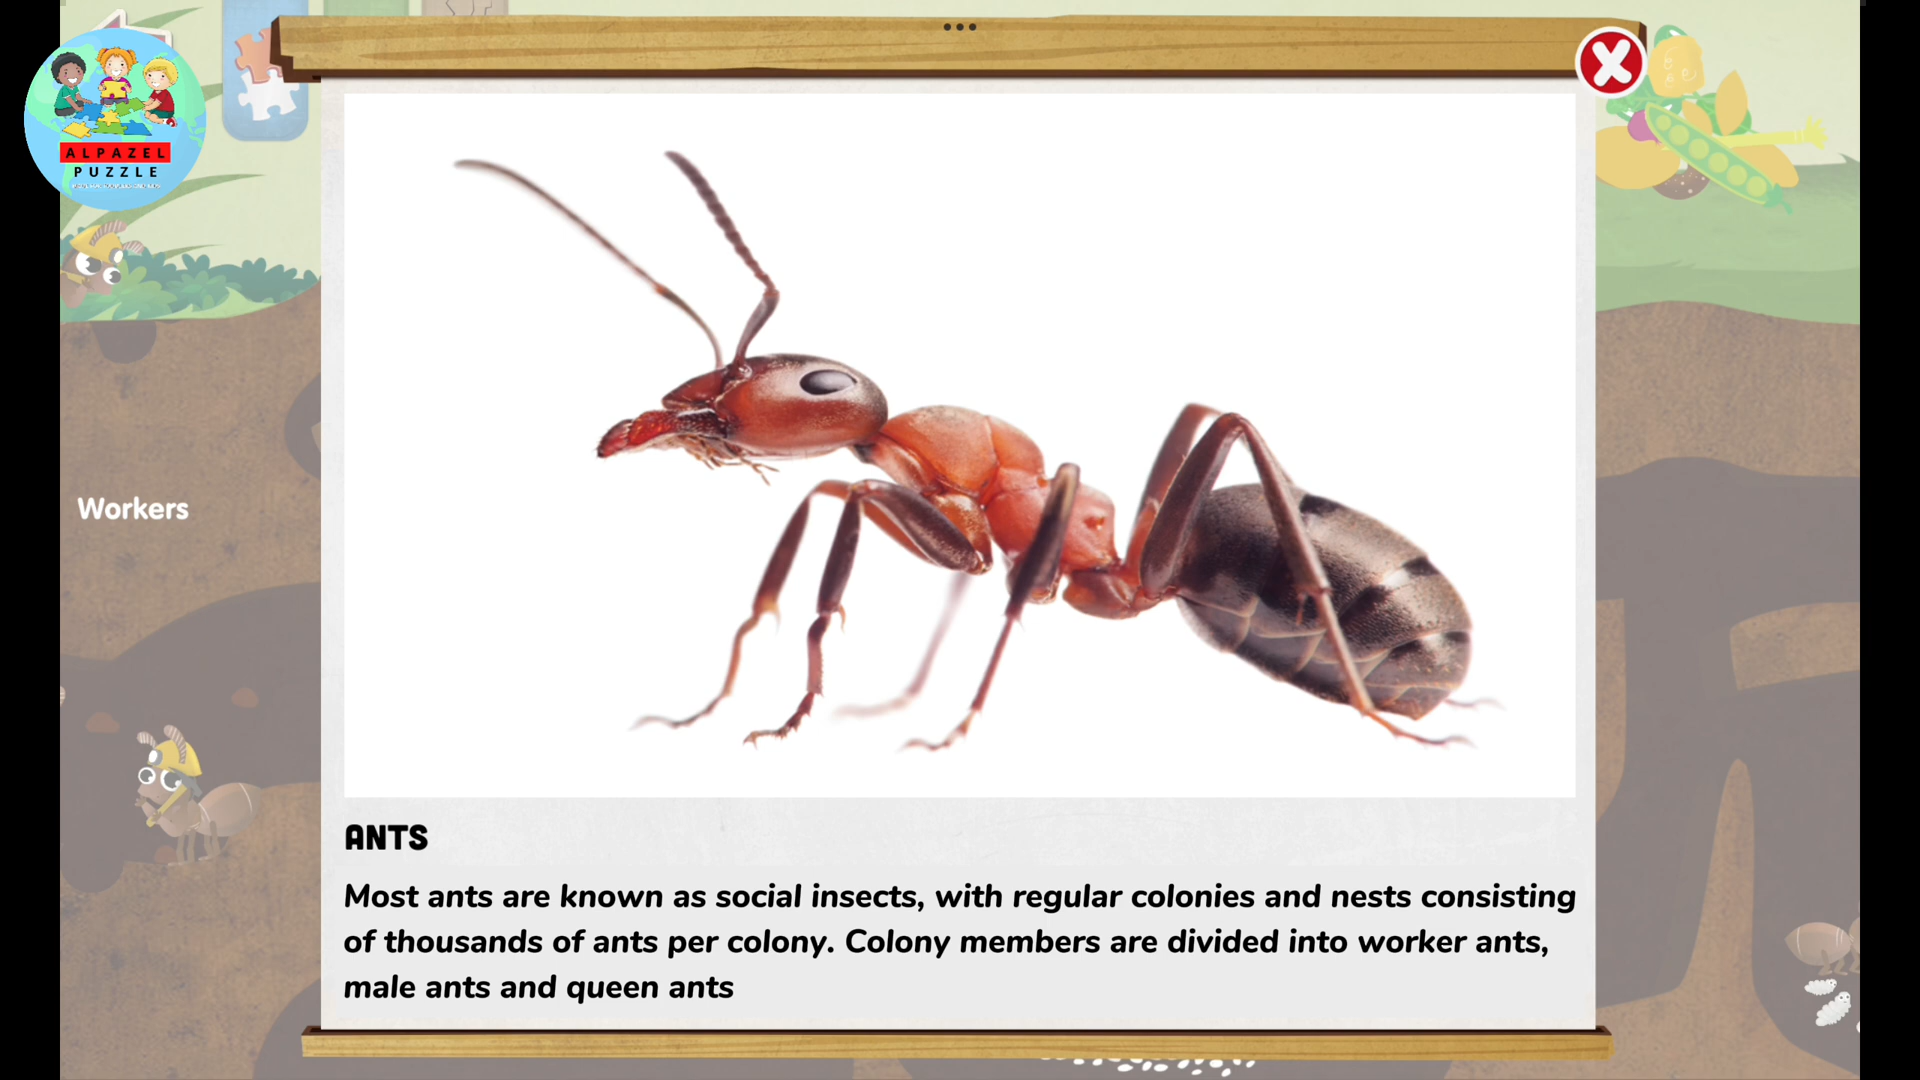 ALPAZEL
PUZZLE
Workers
ANTS
Most ants are known as social insects, with regular colonies and nests consisting
of thousands of ants per colony. Colony members are divided into worker ants,
male ants and queen ants